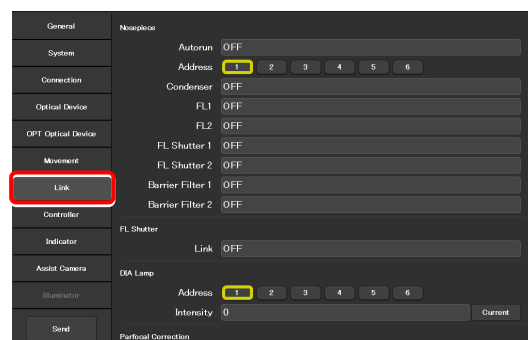 General
System
Connection
Optical Device
OPT Optical Device
Movement
Link
Controller
Indicator
Assist Camera
Illuminator
Send
Nosepiece
Autorun OFF
Address 1 2 3 4 5 6
Condenser OFF
FL1 OFF
FL2 OFF
FL Shutter 1 OFF
FL Shutter 2 OFF
Barrier Filter 1 OFF
Barrier Filter 2 OFF
FL Shutter
Link OFF
DIA Lamp
Address 1 2 3 4 5 6
Intensity 0 Current
Parfocal Correction